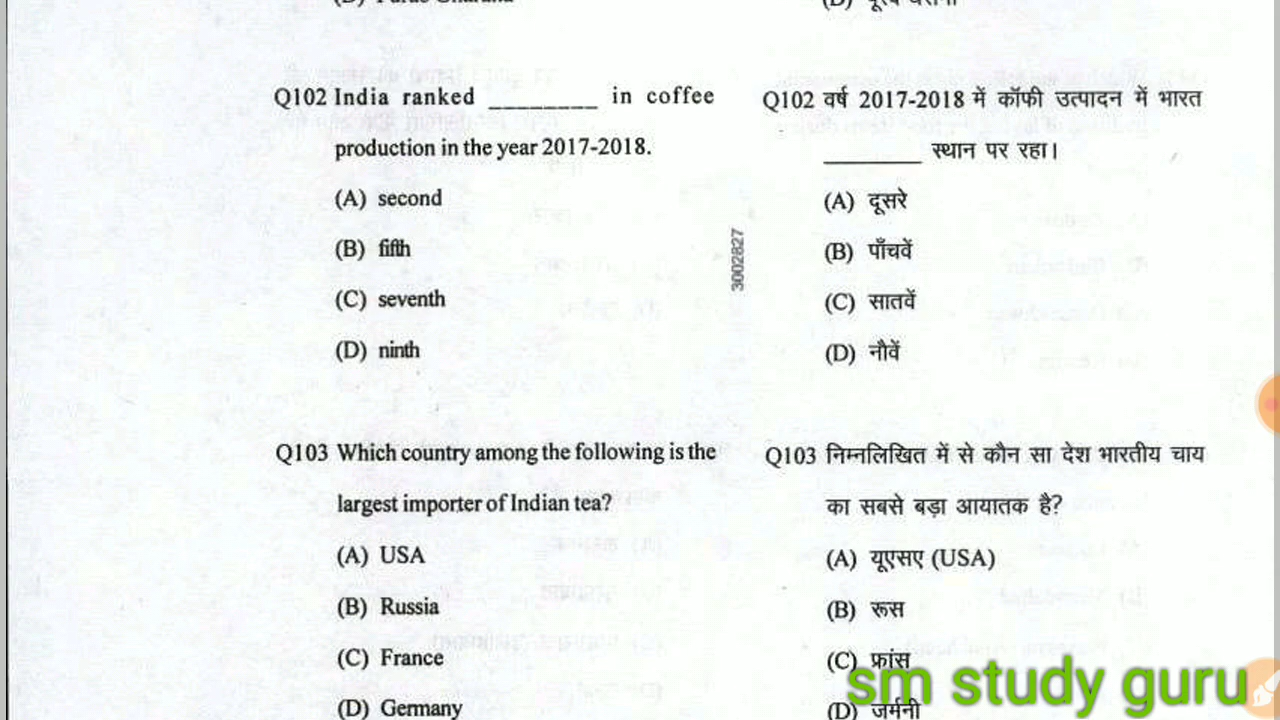 Q102 India ranked ________ in coffee
production in the year 2017-2018.
(A) second
(B) fifth
(C) seventh
(D) ninth
Q103 Which country among the following is the
largest importer of Indian tea?
(A) USA
(B) Russia
(C) France
(D) Germany
3002827
Q102 वर्ष 2017-2018 में कॉफी उत्पादन में भारत
________ स्थान पर रहा।
(A) दूसरे
(B) पाँचवें
(C) सातवें
(D) नौवें
Q103 निम्नलिखित में से कौन सा देश भारतीय चाय
का सबसे बड़ा आयातक है?
(A) यूएसए (USA)
(B) रूस
(C) फ्रांस
(D) जर्मनी
sm study guru